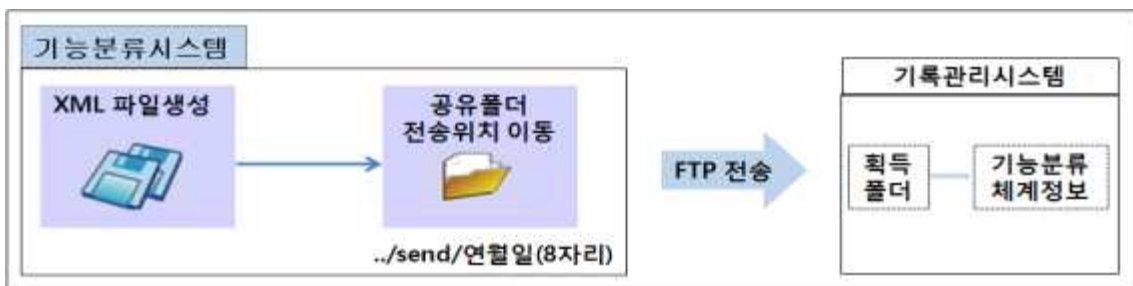 기능분류시스템
XML 파일생성
공유폴더
전송위치 이동
../send/연월일(8자리)
FTP 전송
기록관리시스템
획득
폴더
기능분류
체계정보